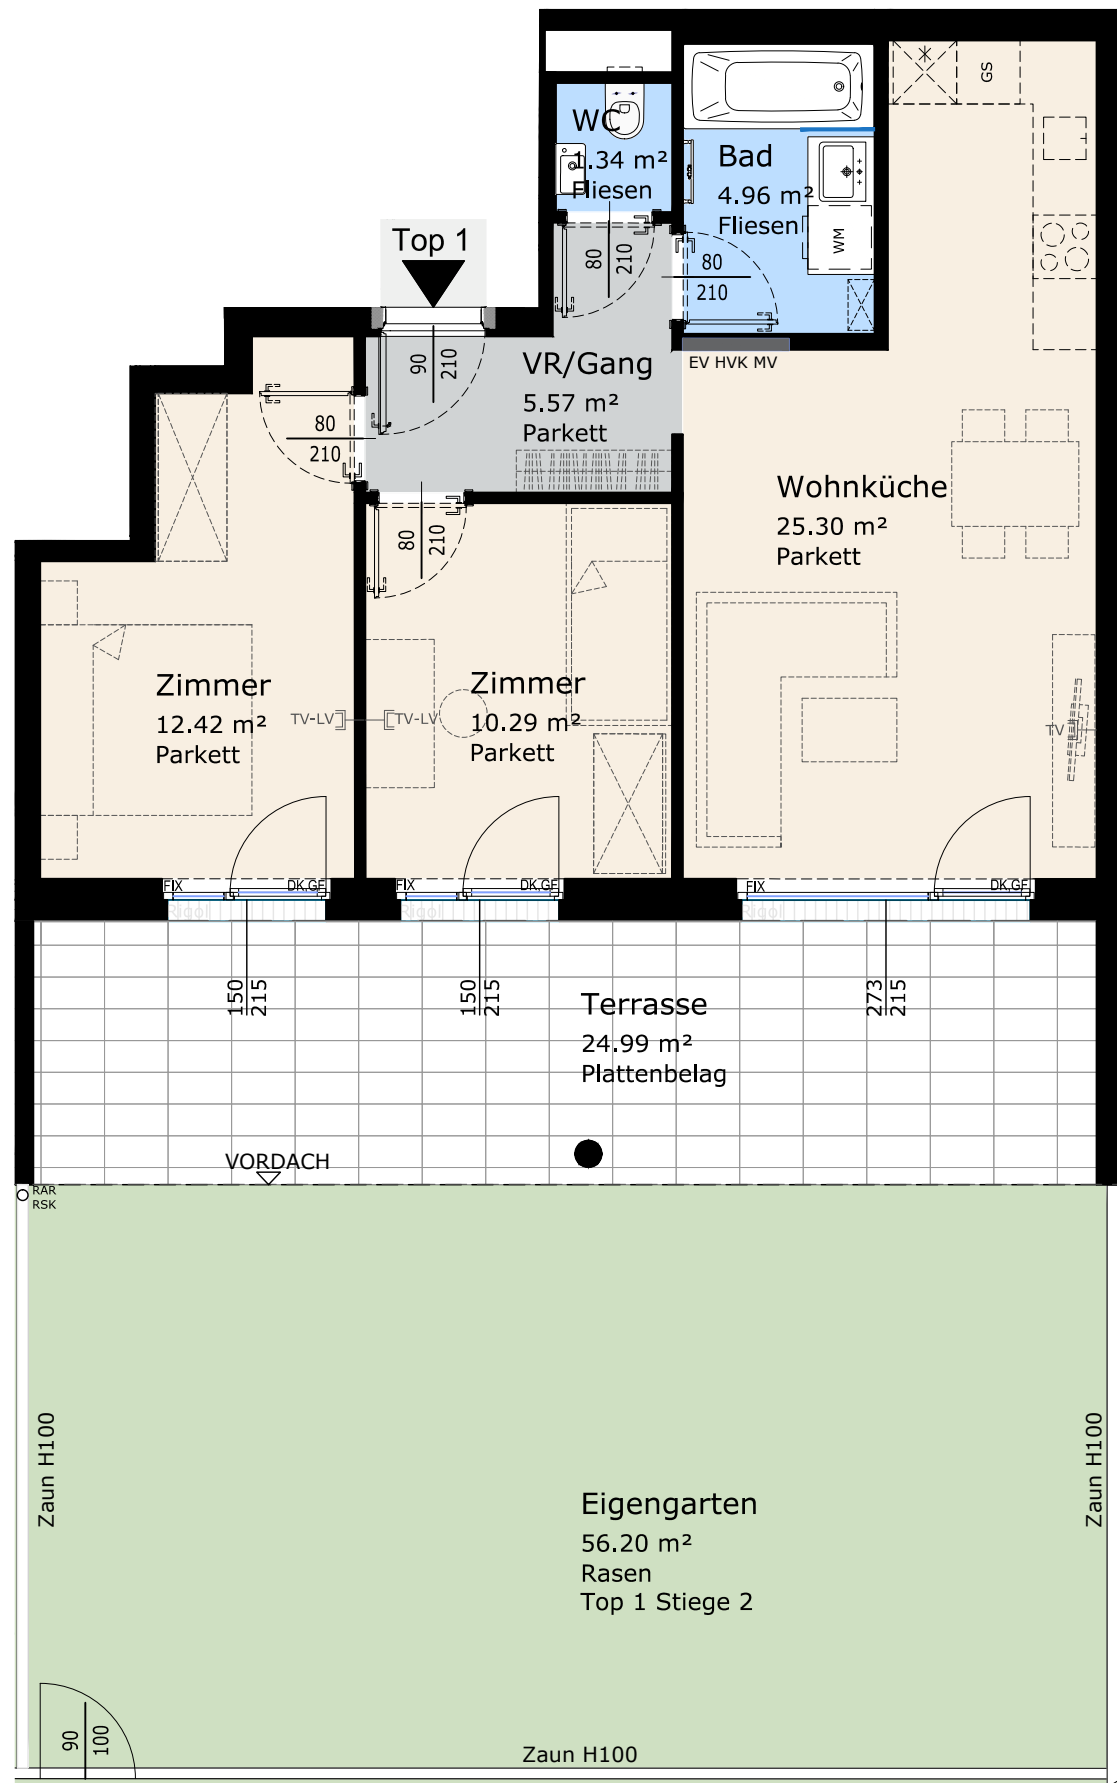 WC
1.34 m²
Fliesen
Bad
4.96 m²
Fliesen
GS
WM
Top 1
80
210
80
210
90
210
VR/Gang
5.57 m²
Parkett
EV HVK MV
80
210
80
210
Wohnküche
25.30 m²
Parkett
Zimmer
12.42 m²
Parkett
TV-LV
TV-LV
Zimmer
10.29 m²
Parkett
TV
FIX
DK,GF
FIX
DK,GF
FIX
DK,GF
Rigol
Rigol
Rigol
150
215
150
215
273
215
Terrasse
24.99 m²
Plattenbelag
VORDACH
RAR
RSK
Zaun H100
Zaun H100
Eigengarten
56.20 m²
Rasen
Top 1 Stiege 2
90
100
Zaun H100